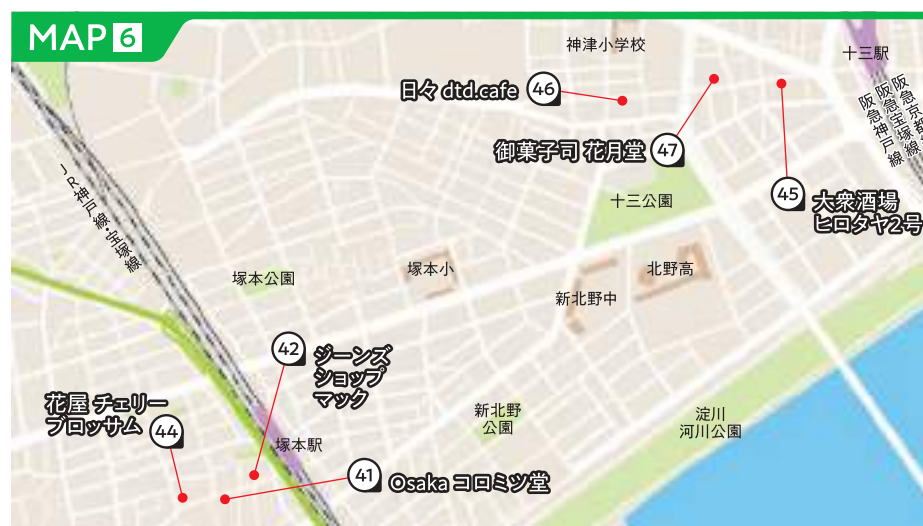 MAP 6
神津小学校
十三駅
日々 dtd.cafe 46
阪急神戸線
阪急宝塚線
御菓子司 花月堂 47
十三公園
45 大衆酒場
ヒロタヤ2号
JR神戸線・宝塚線
塚本公園
塚本小
北野高
新北野中
42 ジーンズ
ショップ
マック
花屋 チェリー
ブロッサム 44
新北野
公園
淀川
河川公園
塚本駅
41 Osaka コロミツ堂